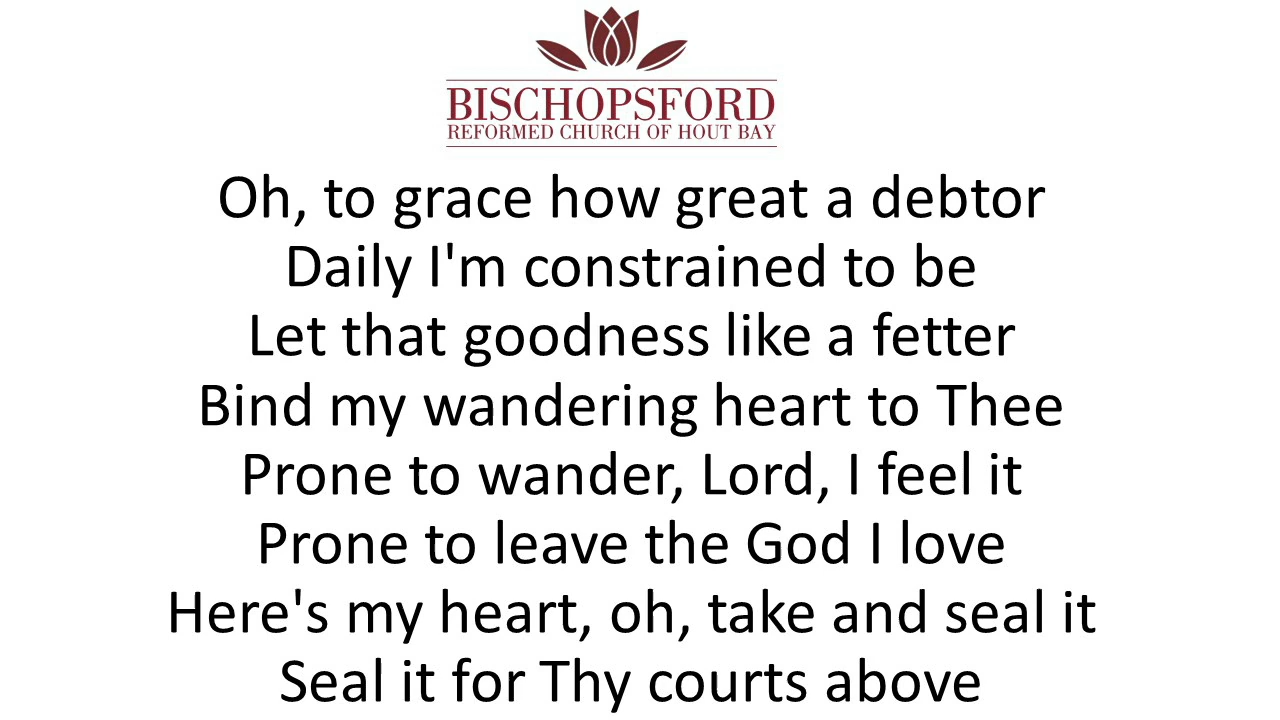 BISCHOPSFORD
REFORMED CHURCH OF HOUT BAY
Oh, to grace how great a debtor
Daily I'm constrained to be
Let that goodness like a fetter
Bind my wandering heart to Thee
Prone to wander, Lord, I feel it
Prone to leave the God I love
Here's my heart, oh, take and seal it
Seal it for Thy courts above